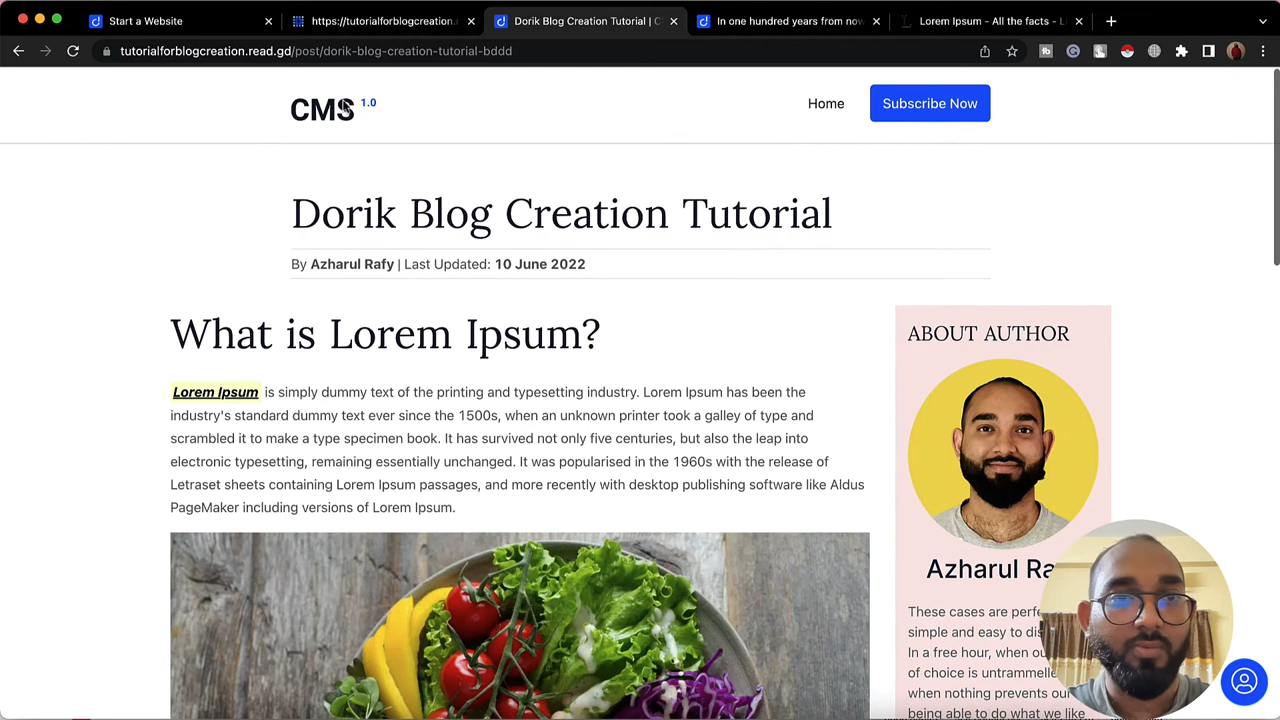 Start a Website
https://tutorialforblogcreation.r
Dorik Blog Creation Tutorial | C
In one hundred years from now
Lorem Ipsum - All the facts - L
tutorialforblogcreation.read.gd/post/dorik-blog-creation-tutorial-bddd
CMS 1.0
Home
Subscribe Now
Dorik Blog Creation Tutorial
By Azharul Rafy | Last Updated: 10 June 2022
What is Lorem Ipsum?
Lorem Ipsum is simply dummy text of the printing and typesetting industry. Lorem Ipsum has been the
industry's standard dummy text ever since the 1500s, when an unknown printer took a galley of type and
scrambled it to make a type specimen book. It has survived not only five centuries, but also the leap into
electronic typesetting, remaining essentially unchanged. It was popularised in the 1960s with the release of
Letraset sheets containing Lorem Ipsum passages, and more recently with desktop publishing software like Aldus
PageMaker including versions of Lorem Ipsum.
ABOUT AUTHOR
Azharul Ra
These cases are perfe
simple and easy to dis
In a free hour, when ou
of choice is untrammelle
when nothing prevents our
being able to do what we like